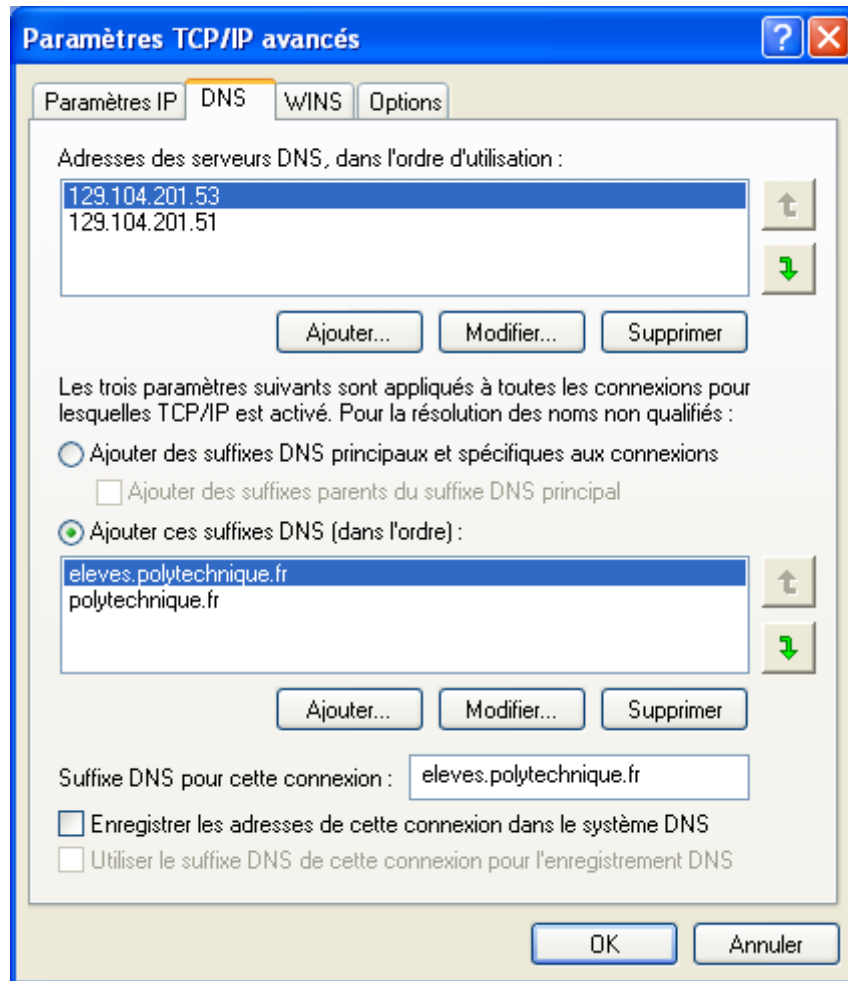 Paramètres TCP/IP avancés
Paramètres IP DNS WINS Options
Adresses des serveurs DNS, dans l'ordre d'utilisation :
129.104.201.53
129.104.201.51
Ajouter... Modifier... Supprimer
Les trois paramètres suivants sont appliqués à toutes les connexions pour
lesquelles TCP/IP est activé. Pour la résolution des noms non qualifiés :
Ajouter des suffixes DNS principaux et spécifiques aux connexions
Ajouter des suffixes parents du suffixe DNS principal
Ajouter ces suffixes DNS (dans l'ordre) :
eleves.polytechnique.fr
polytechnique.fr
Ajouter... Modifier... Supprimer
Suffixe DNS pour cette connexion : eleves.polytechnique.fr
Enregistrer les adresses de cette connexion dans le système DNS
Utiliser le suffixe DNS de cette connexion pour l'enregistrement DNS
OK Annuler